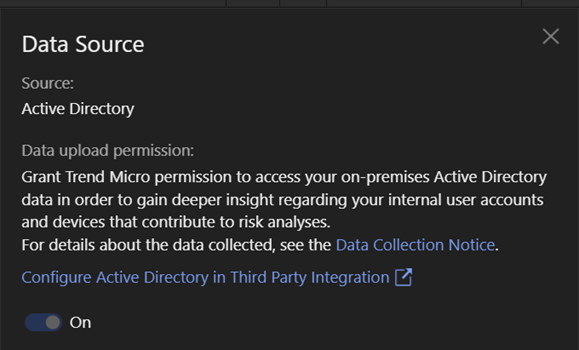 Data Source
Source:
Active Directory
Data upload permission:
Grant Trend Micro permission to access your on-premises Active Directory
data in order to gain deeper insight regarding your internal user accounts
and devices that contribute to risk analyses.
For details about the data collected, see the Data Collection Notice.
Configure Active Directory in Third Party Integration
On